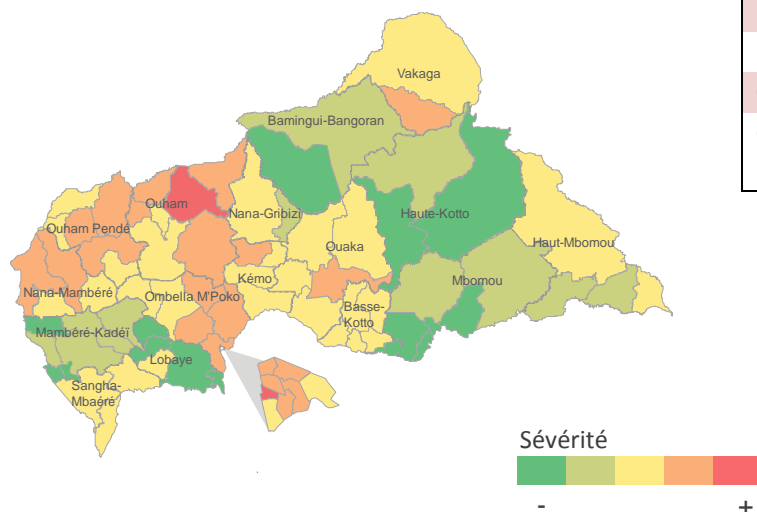 Vakaga
Bamingui-Bangoran
Ouham
Nana-Gribizi
Haute-Kotto
Ouham Pendé
Ouaka
Haut-Mbomou
Kémo
Mbomou
Nana-Mambéré
Ombella M'Poko
Basse-
Kotto
Mambéré-Kadéï
Lobaye
Sangha-
Mbaéré
Sévérité
- +